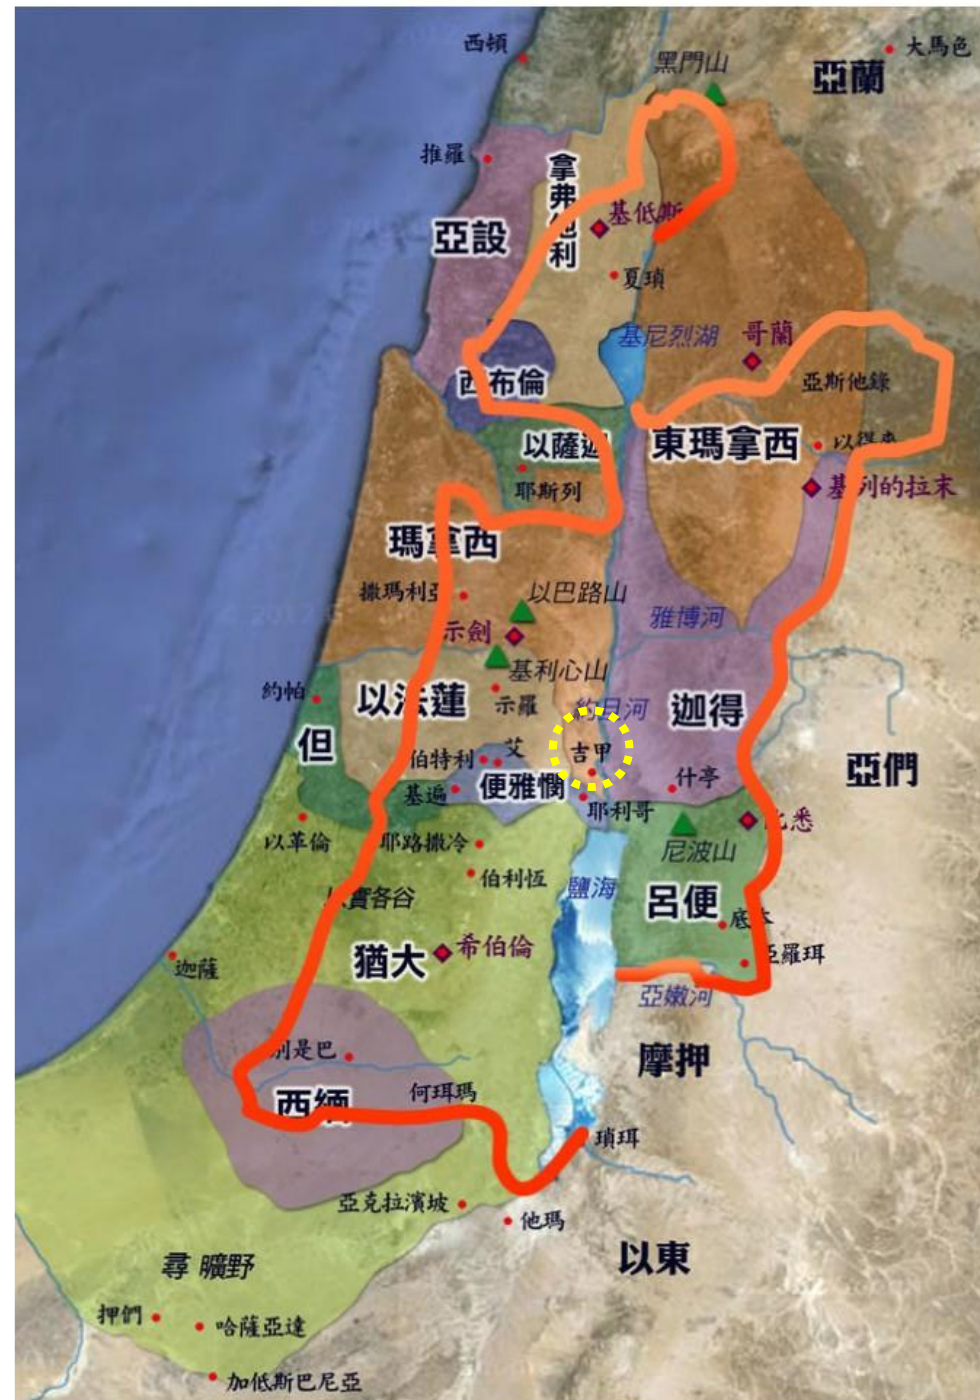 西頓
大馬色
黑門山
亞蘭
推羅
拿弗他利
基低斯
亞設
夏瑣
基尼烈湖
哥蘭
西布倫
亞斯他錄
以薩迦
東瑪拿西
以得來
耶斯列
基列的拉末
瑪拿西
撒瑪利亞
以巴路山
示劍
雅博河
基利心山
約帕
以法蓮
示羅
約旦河
迦得
但
伯特利
艾
吉甲
亞們
基遍
便雅憫
什亭
耶利哥
比悉
以革倫
耶路撒冷
尼波山
伯利恆
鹽海
以實各谷
呂便
底本
猶大
希伯倫
亞羅珥
迦薩
亞嫩河
別是巴
摩押
西緬
何珥瑪
瑣珥
亞克拉濱坡
他瑪
以東
尋 曠野
押們
哈薩亞達
加低斯巴尼亞